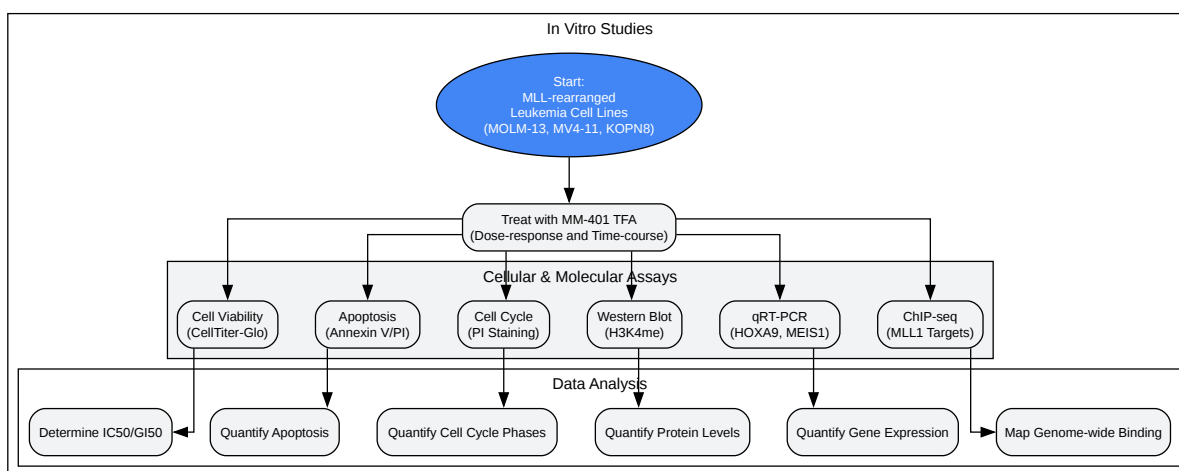 In Vitro Studies
Start:
MLL-rearranged
Leukemia Cell Lines
(MOLM-13, MV4-11, KOPN8)
Treat with MM-401 TFA
(Dose-response and Time-course)
Cellular & Molecular Assays
Cell Viability
(CellTiter-Glo)
Apoptosis
(Annexin V/PI)
Cell Cycle
(PI Staining)
Western Blot
(H3K4me)
qRT-PCR
(HOXA9, MEIS1)
ChIP-seq
(MLL1 Targets)
Data Analysis
Determine IC50/GI50
Quantify Apoptosis
Quantify Cell Cycle Phases
Quantify Protein Levels
Quantify Gene Expression
Map Genome-wide Binding